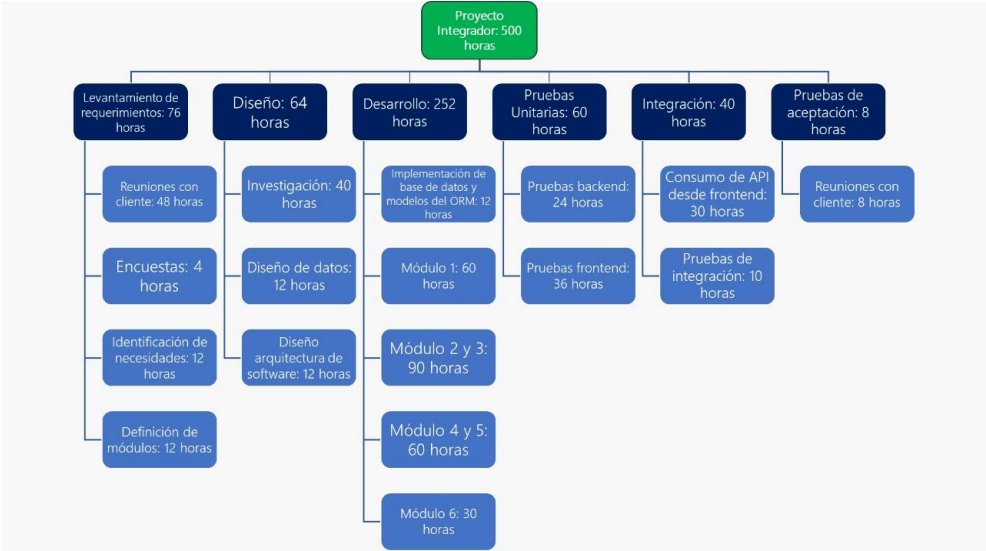 Proyecto
Integrador: 500
horas
Levantamiento de
requerimientos: 76
horas
Diseño: 64
horas
Desarrollo: 252
horas
Pruebas
Unitarias: 60
horas
Integración: 40
horas
Pruebas de
aceptación: 8
horas
Reuniones con
cliente: 48 horas
Encuestas: 4
horas
Identificación de
necesidades: 12
horas
Definición de
módulos: 12 horas
Investigación: 40
horas
Diseño de datos:
12 horas
Diseño
arquitectura de
software: 12 horas
Implementación de
base de datos y
modelos del ORM: 12
horas
Módulo 1: 60
horas
Módulo 2 y 3:
90 horas
Módulo 4 y 5:
60 horas
Módulo 6: 30
horas
Pruebas backend:
24 horas
Pruebas frontend:
36 horas
Consumo de API
desde frontend:
30 horas
Pruebas de
integración: 10
horas
Reuniones con
cliente: 8 horas